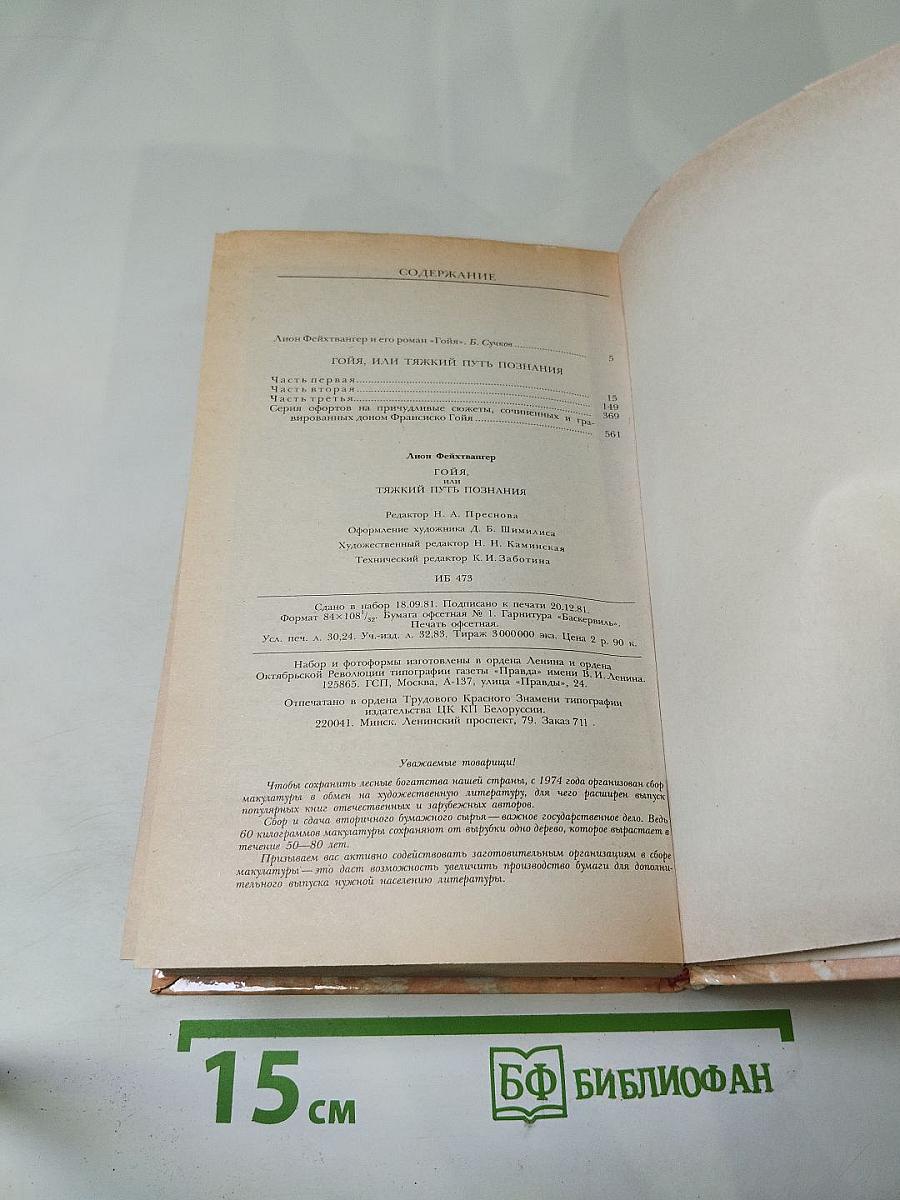 СОДЕРЖАНИЕ
Лион Фейхтвангер и его роман «Гойя». Б. Сучков 5
ГОЙЯ, ИЛИ ТЯЖКИЙ ПУТЬ ПОЗНАНИЯ
Часть первая 15
Часть вторая 149
Часть третья 369
Серия офортов на причудливые сюжеты, сочиненных и гра-
вированных доном Франсиско Гойя 561
Лион Фейхтвангер
ГОЙЯ,
ИЛИ
ТЯЖКИЙ ПУТЬ ПОЗНАНИЯ
Редактор Н. А. Преснова
Оформление художника Д. Б. Шимилиса
Художественный редактор Н. Н. Каминская
Технический редактор К. И. Заботина
ИБ 473
Сдано в набор 18.09.81. Подписано к печати 20.12.81.
Формат 84×108¹/₃₂. Бумага офсетная № 1. Гарнитура «Баскервиль».
Печать офсетная.
Усл. печ. л. 30,24. Уч.-изд. л. 32,83. Тираж 3 000 000 экз. Цена 2 р. 90 к.
Набор и фотоформы изготовлены в ордена Ленина и ордена
Октябрьской Революции типографии газеты «Правда» имени В. И. Ленина.
125865. ГСП, Москва, А-137, улица «Правды», 24.
Отпечатано в ордена Трудового Красного Знамени типографии
издательства ЦК КП Белоруссии.
220041. Минск. Ленинский проспект, 79. Заказ 711 .
Уважаемые товарищи!
Чтобы сохранить лесные богатства нашей страны, с 1974 года организован сбор
макулатуры в обмен на художественную литературу, для чего расширен выпуск
популярных книг отечественных и зарубежных авторов.
Сбор и сдача вторичного бумажного сырья — важное государственное дело. Ведь
60 килограммов макулатуры сохраняют от вырубки одно дерево, которое вырастает в
течение 50—80 лет.
Призываем вас активно содействовать заготовительным организациям в сборе
макулатуры — это даст возможность увеличить производство бумаги для дополни-
тельного выпуска нужной населению литературы.
15 см
БФ БИБЛИОФАН